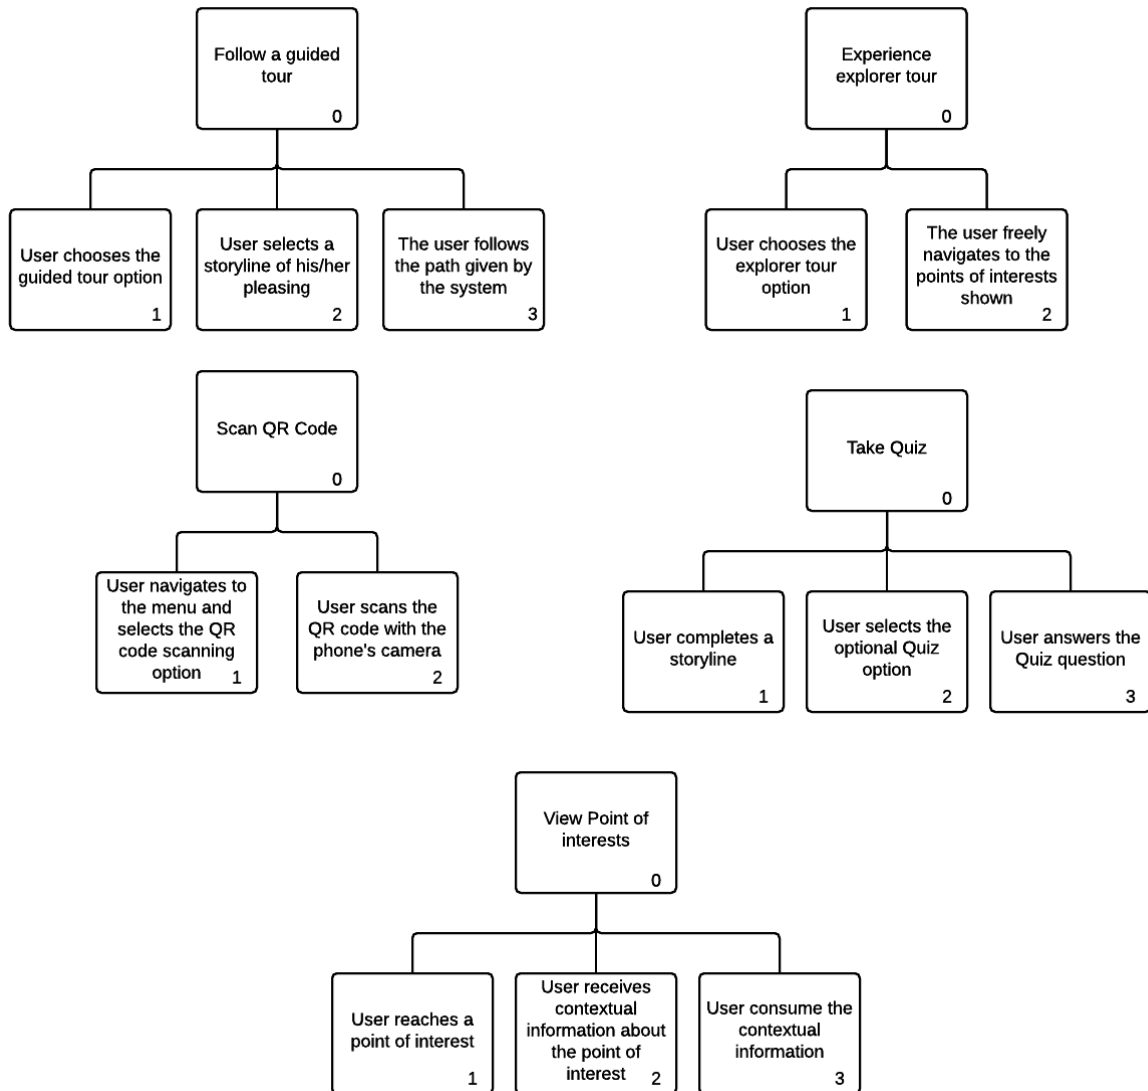 Follow a guided
tour
0
User chooses the
guided tour option
1
User selects a
storyline of his/her
pleasing
2
The user follows
the path given by
the system
3
Experience
explorer tour
0
User chooses the
explorer tour
option
1
The user freely
navigates to the
points of interests
shown
2
Scan QR Code
0
User navigates to
the menu and
selects the QR
code scanning
option
1
User scans the
QR code with the
phone's camera
2
Take Quiz
0
User completes a
storyline
1
User selects the
optional Quiz
option
2
User answers the
Quiz question
3
View Point of
interests
0
User reaches a
point of interest
1
User receives
contextual
information about
the point of
interest
2
User consume the
contextual
information
3